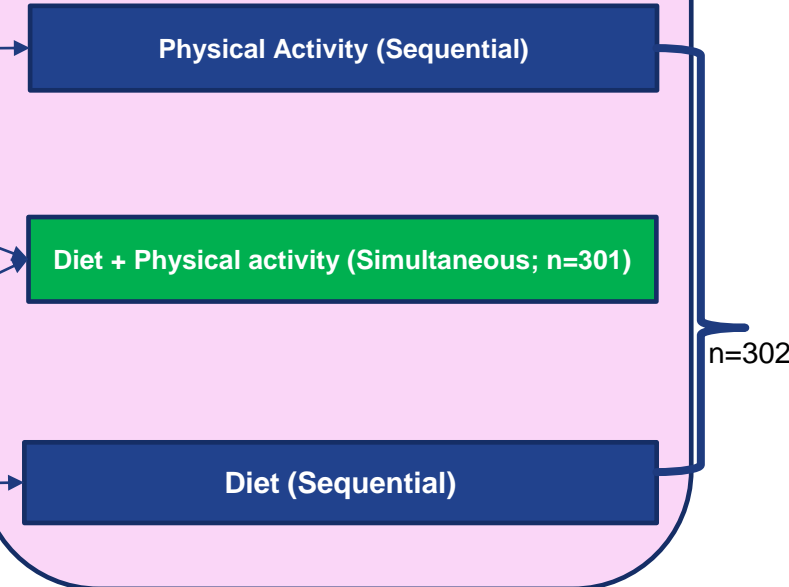 Physical Activity (Sequential)
Diet + Physical activity (Simultaneous; n=301)
n=302
Diet (Sequential)